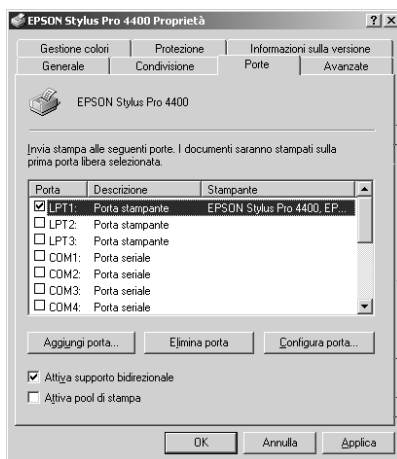 EPSON Stylus Pro 4400 Proprietà
Gestione colori Protezione Informazioni sulla versione
Generale Condivisione Porte Avanzate
EPSON Stylus Pro 4400
Invia stampa alle seguenti porte. I documenti saranno stampati sulla
prima porta libera selezionata.
Porta Descrizione Stampante
LPT1: Porta stampante EPSON Stylus Pro 4400, EP...
LPT2: Porta stampante
LPT3: Porta stampante
COM1: Porta seriale
COM2: Porta seriale
COM3: Porta seriale
COM4: Porta seriale
Aggiungi porta... Elimina porta Configura porta...
Attiva supporto bidirezionale
Attiva pool di stampa
OK Annulla Applica